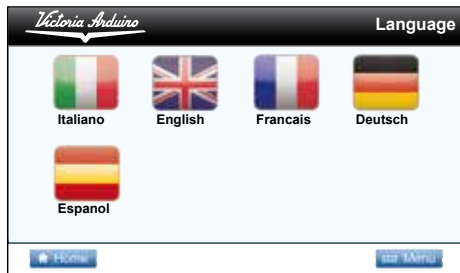 Victoria Arduino
Language
Italiano English Francais Deutsch
Espanol
Home Menu